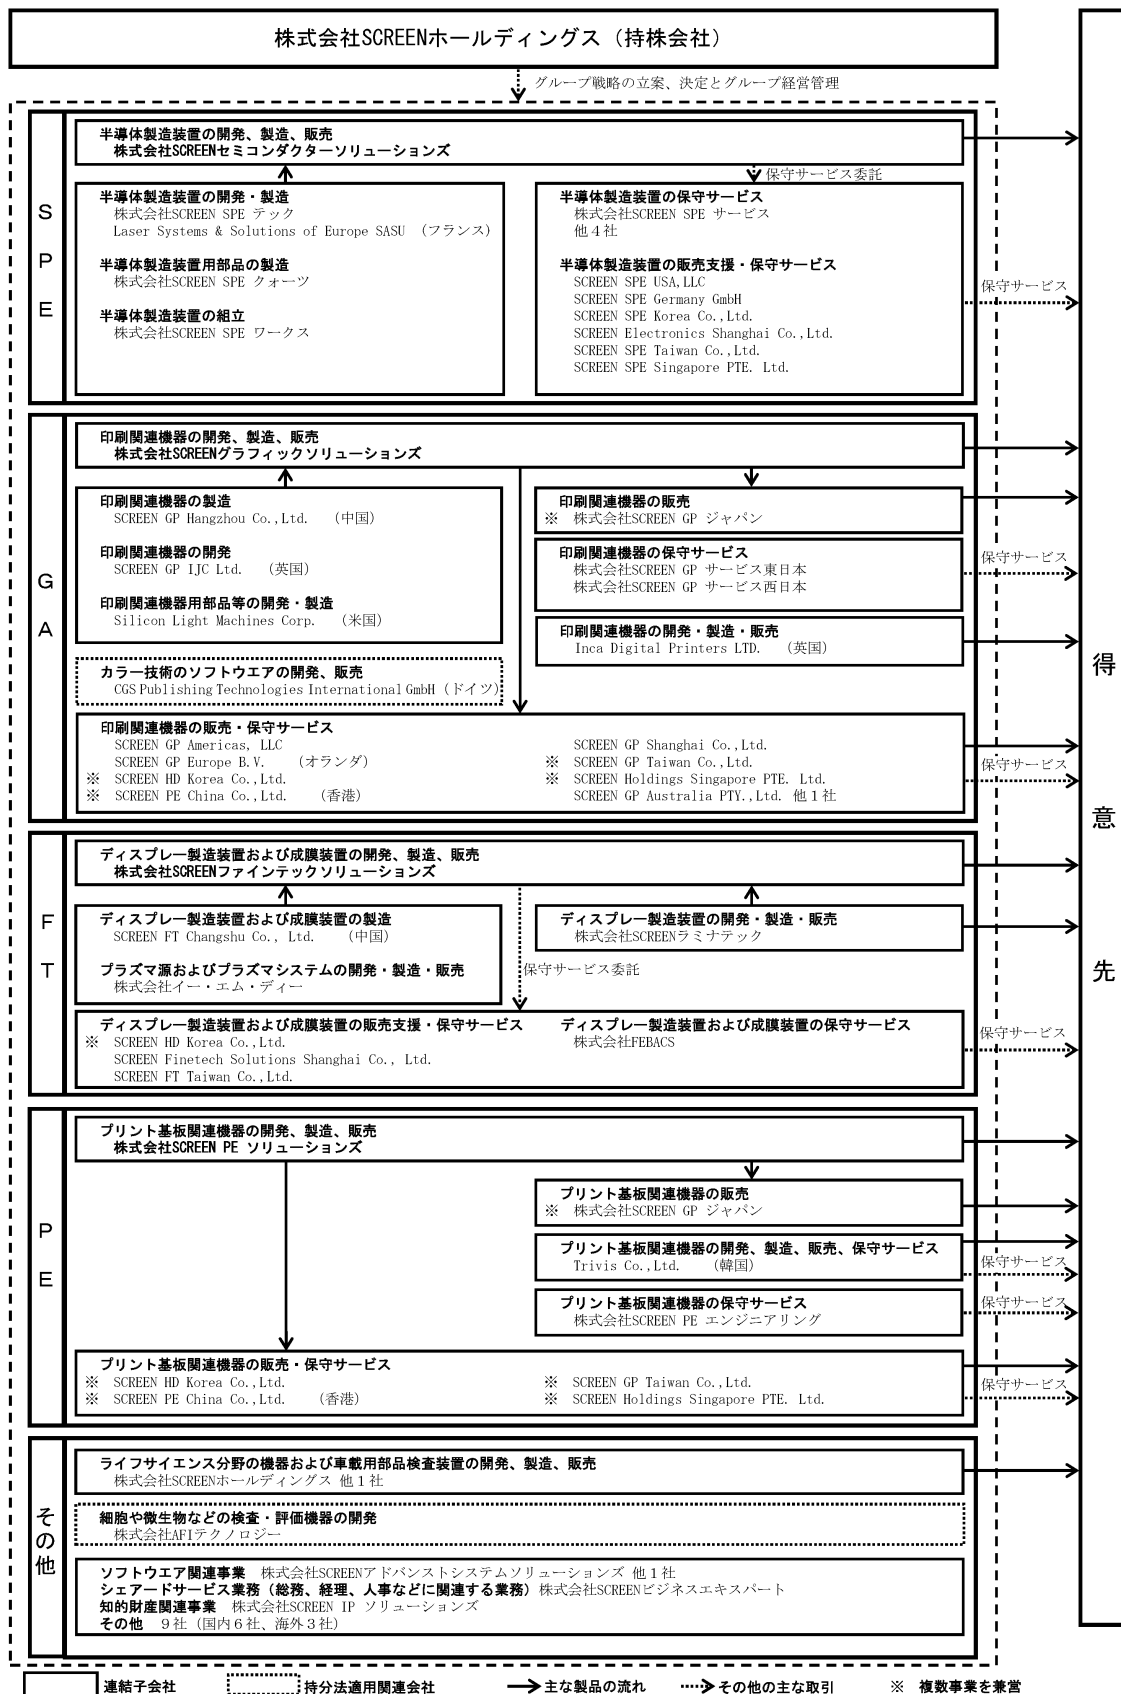 株式会社SCREENホールディングス（持株会社）
グループ戦略の立案、決定とグループ経営管理
得意先
SPE
半導体製造装置の開発、製造、販売
株式会社SCREENセミコンダクターソリューションズ
保守サービス委託
半導体製造装置の開発・製造
株式会社SCREEN SPE テック
Laser Systems & Solutions of Europe SASU （フランス）
半導体製造装置用部品の製造
株式会社SCREEN SPE クォーツ
半導体製造装置の組立
株式会社SCREEN SPE ワークス
半導体製造装置の保守サービス
株式会社SCREEN SPE サービス
他４社
半導体製造装置の販売支援・保守サービス
SCREEN SPE USA,LLC
SCREEN SPE Germany GmbH
SCREEN SPE Korea Co.,Ltd.
SCREEN Electronics Shanghai Co.,Ltd.
SCREEN SPE Taiwan Co.,Ltd.
SCREEN SPE Singapore PTE. Ltd.
保守サービス
GA
印刷関連機器の開発、製造、販売
株式会社SCREENグラフィックソリューションズ
印刷関連機器の製造
SCREEN GP Hangzhou Co.,Ltd. （中国）
印刷関連機器の開発
SCREEN GP IJC Ltd. （英国）
印刷関連機器用部品等の開発・製造
Silicon Light Machines Corp. （米国）
カラー技術のソフトウエアの開発、販売
CGS Publishing Technologies International GmbH（ドイツ）
印刷関連機器の販売
※ 株式会社SCREEN GP ジャパン
印刷関連機器の保守サービス
株式会社SCREEN GP サービス東日本
株式会社SCREEN GP サービス西日本
保守サービス
印刷関連機器の開発・製造・販売
Inca Digital Printers LTD. （英国）
印刷関連機器の販売・保守サービス
SCREEN GP Americas, LLC
SCREEN GP Europe B.V. （オランダ）
※ SCREEN HD Korea Co.,Ltd.
※ SCREEN PE China Co.,Ltd. （香港）
SCREEN GP Shanghai Co.,Ltd.
※ SCREEN GP Taiwan Co.,Ltd.
※ SCREEN Holdings Singapore PTE. Ltd.
SCREEN GP Australia PTY.,Ltd. 他１社
保守サービス
FT
ディスプレー製造装置および成膜装置の開発、製造、販売
株式会社SCREENファインテックソリューションズ
ディスプレー製造装置および成膜装置の製造
SCREEN FT Changshu Co., Ltd. （中国）
プラズマ源およびプラズマシステムの開発・製造・販売
株式会社イー・エム・ディー
保守サービス委託
ディスプレー製造装置の開発・製造・販売
株式会社SCREENラミナテック
ディスプレー製造装置および成膜装置の販売支援・保守サービス
※ SCREEN HD Korea Co.,Ltd.
SCREEN Finetech Solutions Shanghai Co., Ltd.
SCREEN FT Taiwan Co.,Ltd.
ディスプレー製造装置および成膜装置の保守サービス
株式会社FEBACS
保守サービス
PE
プリント基板関連機器の開発、製造、販売
株式会社SCREEN PE ソリューションズ
プリント基板関連機器の販売
※ 株式会社SCREEN GP ジャパン
プリント基板関連機器の開発、製造、販売、保守サービス
Trivis Co.,Ltd. （韓国）
保守サービス
プリント基板関連機器の保守サービス
株式会社SCREEN PE エンジニアリング
保守サービス
プリント基板関連機器の販売・保守サービス
※ SCREEN HD Korea Co.,Ltd.
※ SCREEN PE China Co.,Ltd. （香港）
※ SCREEN GP Taiwan Co.,Ltd.
※ SCREEN Holdings Singapore PTE. Ltd.
保守サービス
その他
ライフサイエンス分野の機器および車載用部品検査装置の開発、製造、販売
株式会社SCREENホールディングス 他１社
細胞や微生物などの検査・評価機器の開発
株式会社AFIテクノロジー
ソフトウエア関連事業 株式会社SCREENアドバンストシステムソリューションズ 他１社
シェアードサービス業務（総務、経理、人事などに関連する業務）株式会社SCREENビジネスエキスパート
知的財産関連事業 株式会社SCREEN IP ソリューションズ
その他 ９社（国内６社、海外３社）
連結子会社 持分法適用関連会社 主な製品の流れ その他の主な取引 ※ 複数事業を兼営